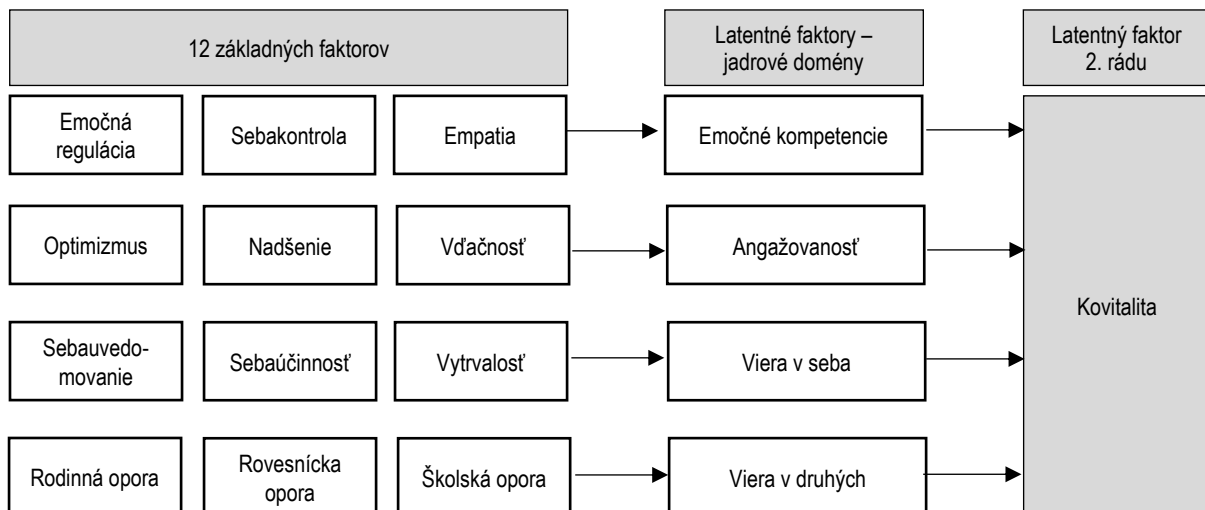 12 základných faktorov
Latentné faktory –
jadrové domény
Latentný faktor
2. rádu
Emočná
regulácia
Sebakontrola
Empatia
Emočné kompetencie
Optimizmus
Nadšenie
Vďačnosť
Angažovanosť
Kovitalita
Sebauvedo-
movanie
Sebaúčinnosť
Vytrvalosť
Viera v seba
Rodinná opora
Rovesnícka
opora
Školská opora
Viera v druhých